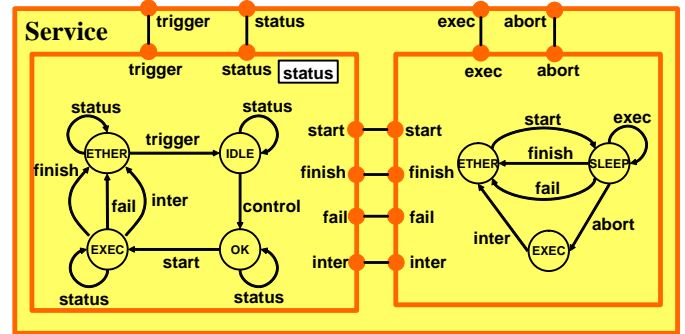 trigger status exec abort
Service
trigger status status exec abort
status status
trigger start start start exec
ETHER IDLE
finish finish finish ETHER finish SLEEP
fail inter control fail fail fail
abort
EXEC start OK inter inter inter EXEC
status status